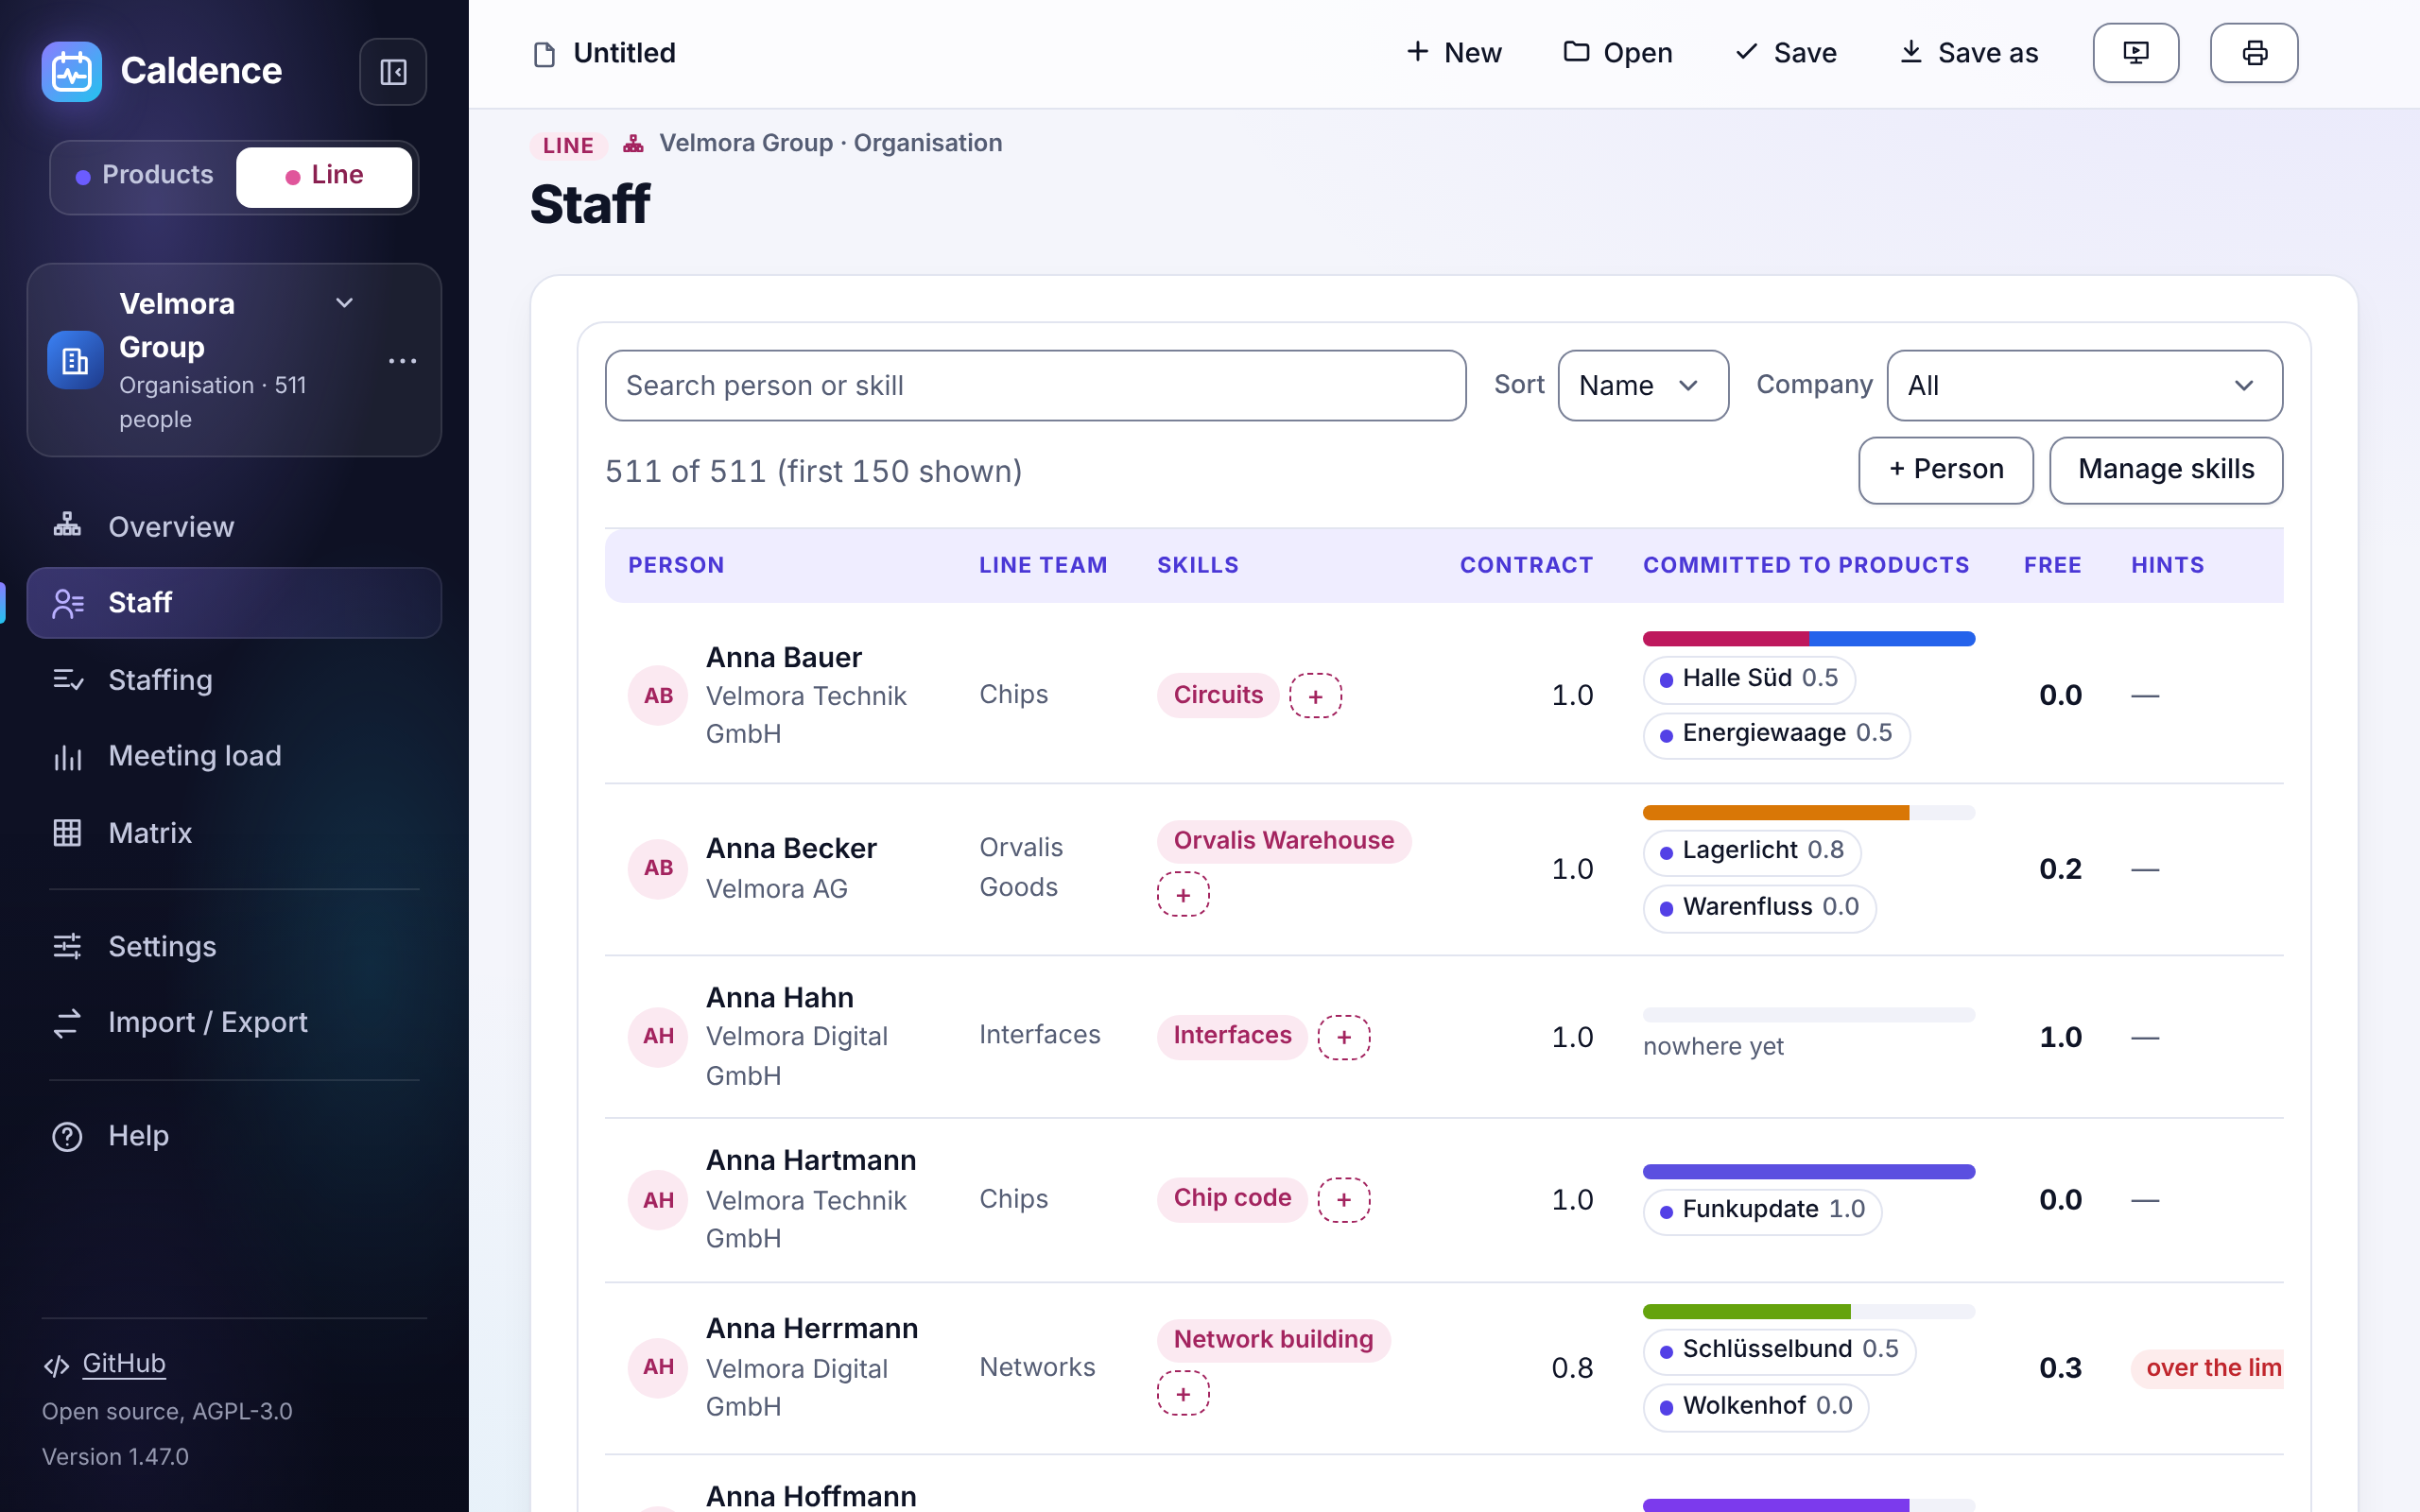 Caldence
Products
Line
Velmora
Group
Organisation · 511
people
Overview
Staff
Staffing
Meeting load
Matrix
Settings
Import / Export
Help
GitHub
Open source, AGPL-3.0
Version 1.47.0
Untitled
New
Open
Save
Save as
LINE
Velmora Group · Organisation
Staff
Search person or skill
Sort
Name
Company
All
511 of 511 (first 150 shown)
+ Person
Manage skills
PERSON LINE TEAM SKILLS CONTRACT COMMITTED TO PRODUCTS FREE HINTS
AB
Anna Bauer
Velmora Technik
GmbH
Chips
Circuits
+
1.0
Halle Süd 0.5
Energiewaage 0.5
0.0
—
AB
Anna Becker
Velmora AG
Orvalis
Goods
Orvalis Warehouse
+
1.0
Lagerlicht 0.8
Warenfluss 0.0
0.2
—
AH
Anna Hahn
Velmora Digital
GmbH
Interfaces
Interfaces
+
1.0
nowhere yet
1.0
—
AH
Anna Hartmann
Velmora Technik
GmbH
Chips
Chip code
+
1.0
Funkupdate 1.0
0.0
—
AH
Anna Herrmann
Velmora Digital
GmbH
Networks
Network building
+
0.8
Schlüsselbund 0.5
Wolkenhof 0.0
0.3
over the lim
Anna Hoffmann